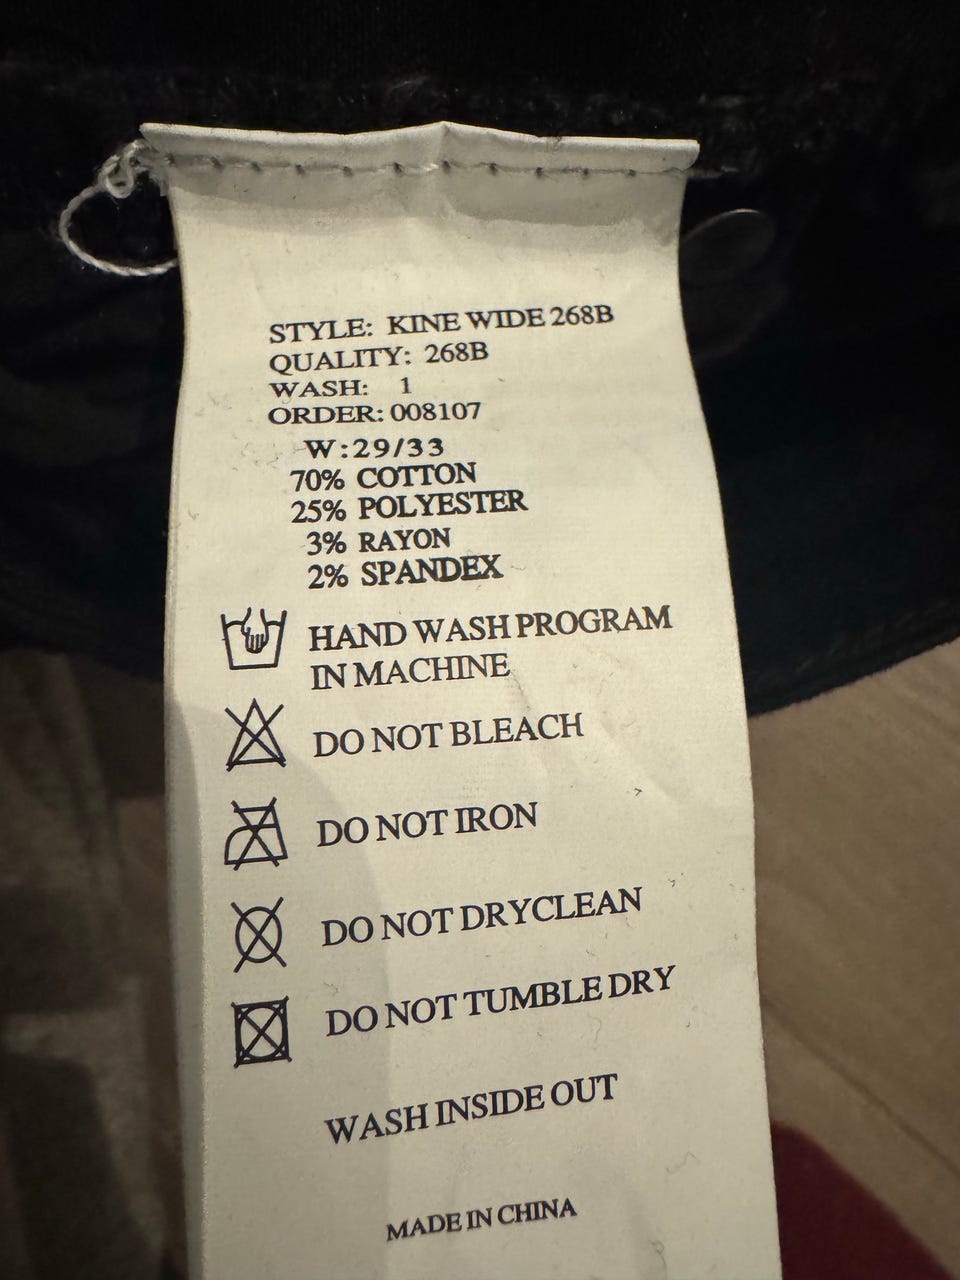 STYLE: KINE WIDE 268B
QUALITY: 268B
WASH: 1
ORDER: 008107
W:29/33
70% COTTON
25% POLYESTER
3% RAYON
2% SPANDEX
HAND WASH PROGRAM
IN MACHINE
DO NOT BLEACH
DO NOT IRON
DO NOT DRYCLEAN
DO NOT TUMBLE DRY
WASH INSIDE OUT
MADE IN CHINA